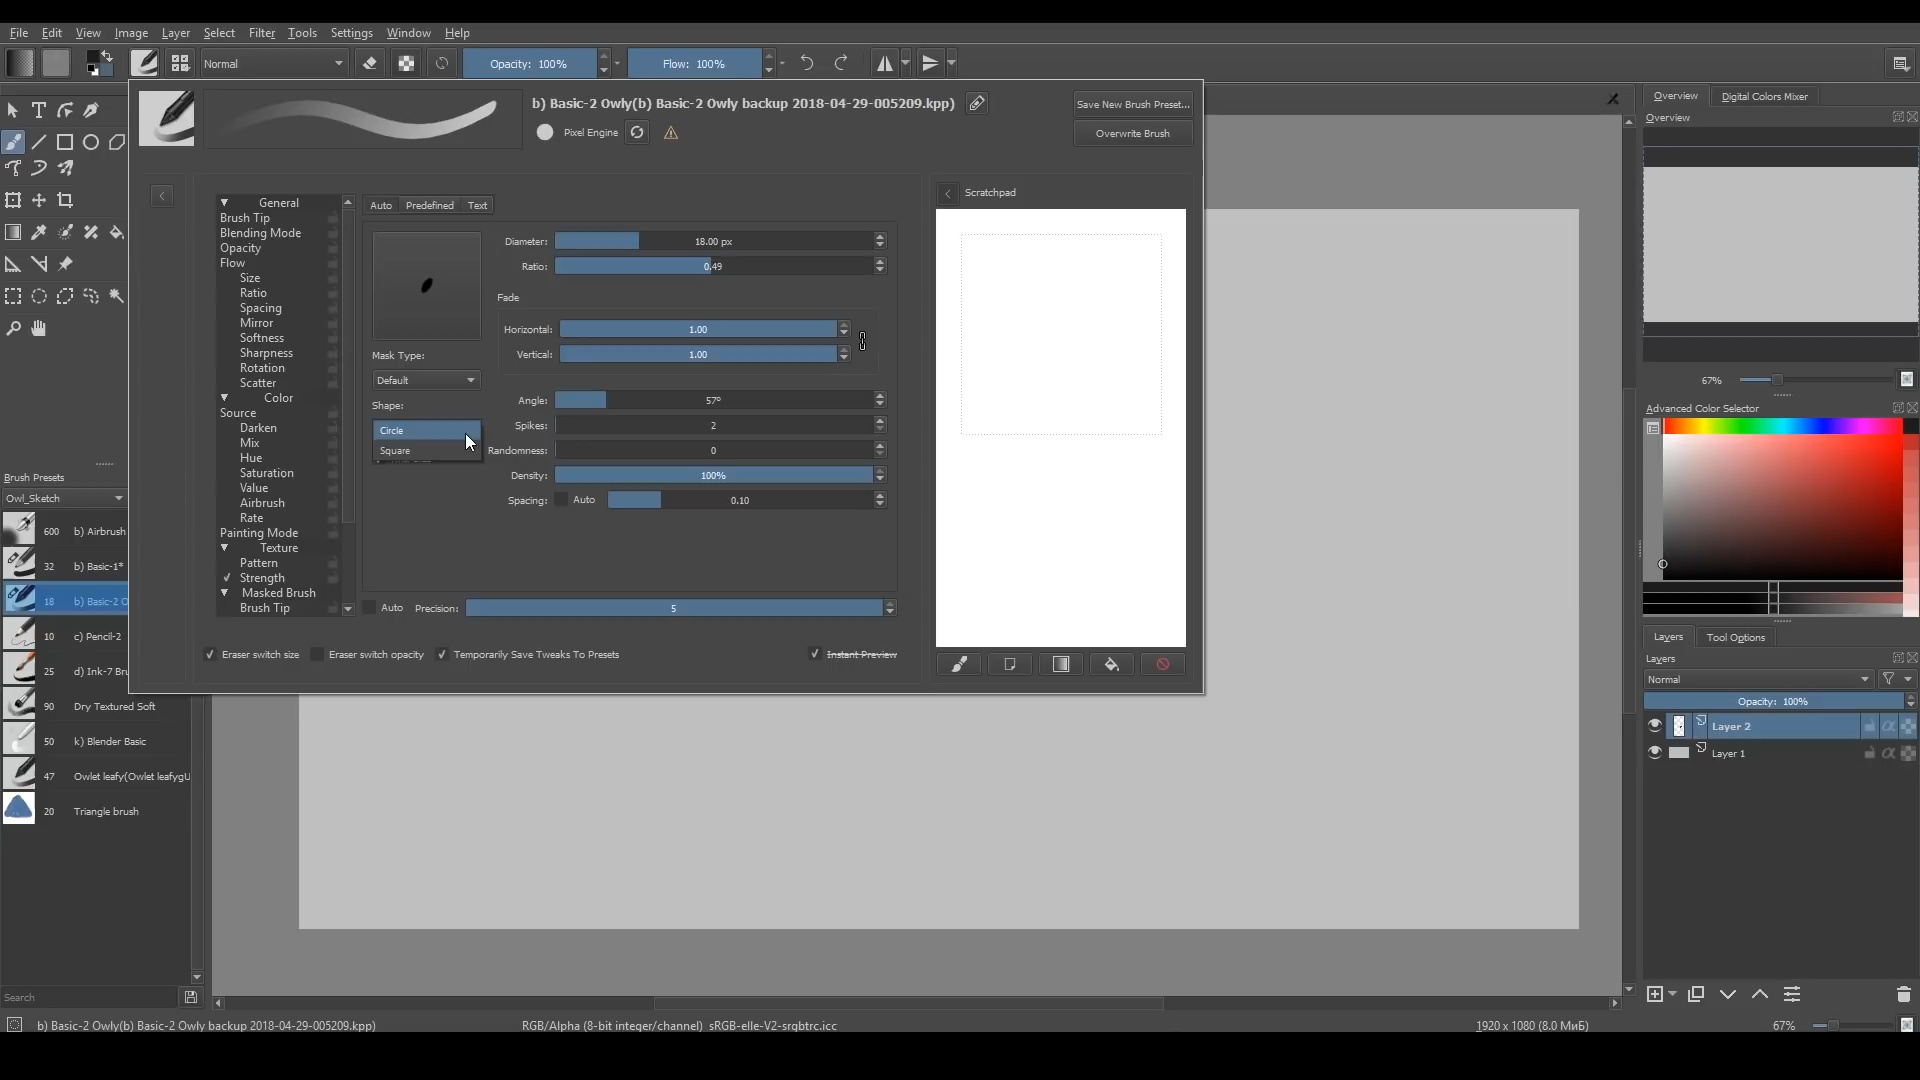 File Edit View Image Layer Select Filter Tools Settings Window Help
Normal Opacity: 100% Flow: 100%
b) Basic-2 Owly(b) Basic-2 Owly backup 2018-04-29-005209.kpp)
Pixel Engine
Save New Brush Preset...
Overwrite Brush
General
Brush Tip
Blending Mode
Opacity
Flow
Size
Ratio
Spacing
Mirror
Softness
Sharpness
Rotation
Scatter
Color
Source
Darken
Mix
Hue
Saturation
Value
Airbrush
Rate
Painting Mode
Texture
Pattern
Strength
Masked Brush
Brush Tip
Auto Predefined Text
Diameter: 18.00 px
Ratio: 0.49
Fade
Horizontal: 1.00
Vertical: 1.00
Mask Type:
Default
Shape:
Circle
Square
Angle: 57º
Spikes: 2
Randomness: 0
Density: 100%
Spacing: Auto 0.10
Auto Precision: 5
Eraser switch size Eraser switch opacity Temporarily Save Tweaks To Presets Instant Preview
Scratchpad
Brush Presets
Owl_Sketch
600 b) Airbrush
32 b) Basic-1*
18 b) Basic-2 O
10 c) Pencil-2
25 d) Ink-7 Bru
90 Dry Textured Soft
50 k) Blender Basic
47 Owlet leafy(Owlet leafygU
20 Triangle brush
Search
Overview Digital Colors Mixer
Overview
67%
Advanced Color Selector
Layers Tool Options
Layers
Normal
Opacity: 100%
Layer 2
Layer 1
b) Basic-2 Owly(b) Basic-2 Owly backup 2018-04-29-005209.kpp) RGB/Alpha (8-bit integer/channel) sRGB-elle-V2-srgbtrc.icc 1920 x 1080 (8.0 МиБ) 67%